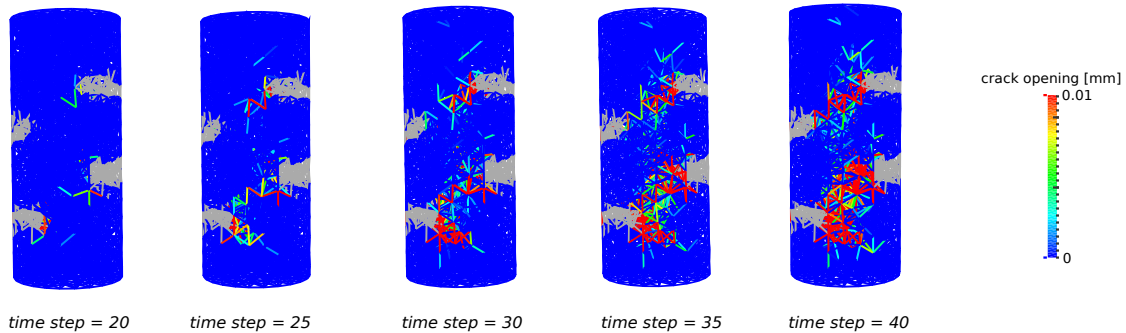 crack opening [mm]
0.01
0
time step = 20
time step = 25
time step = 30
time step = 35
time step = 40